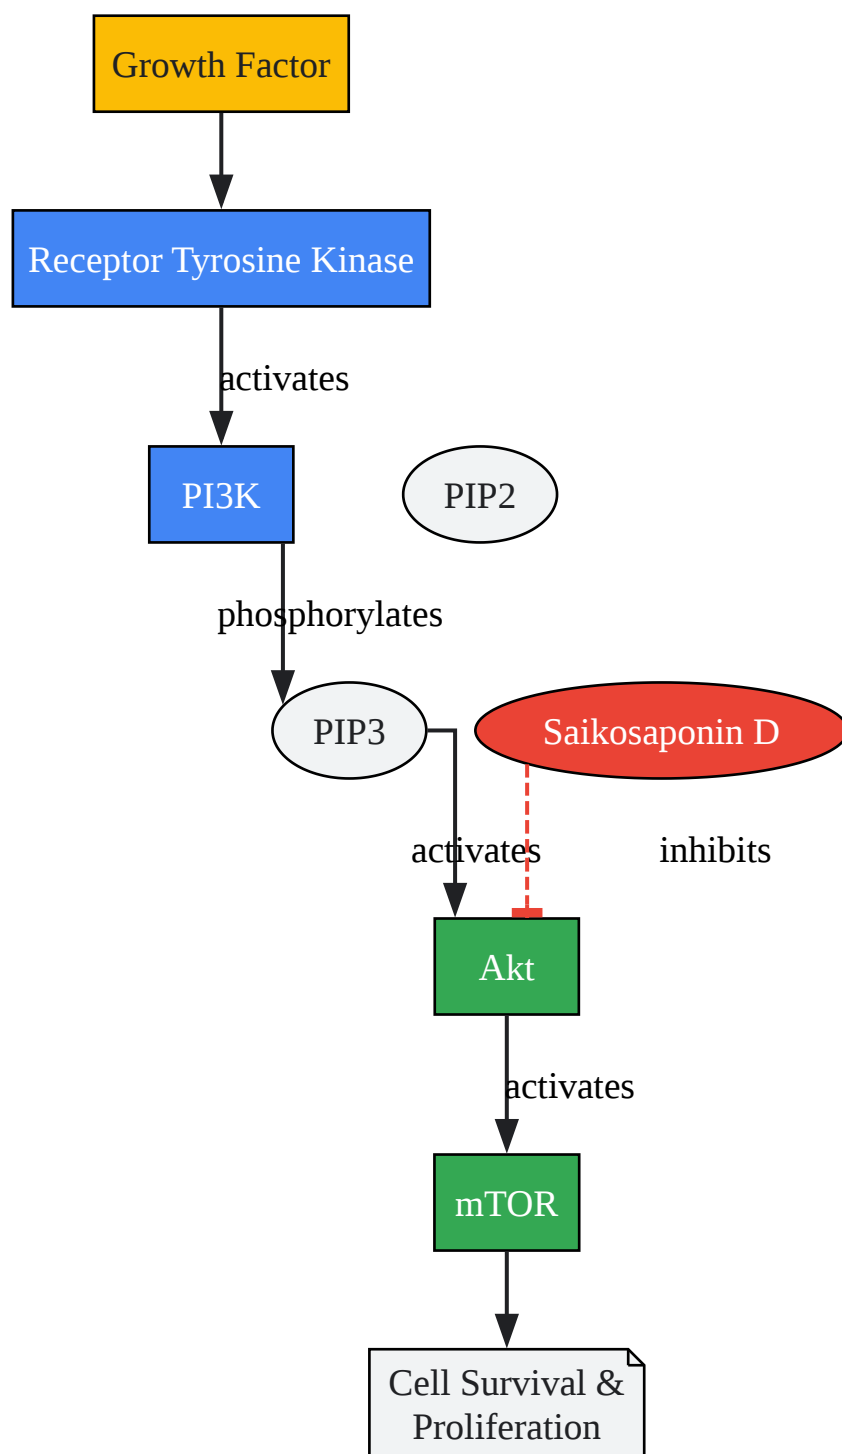 Growth Factor
Receptor Tyrosine Kinase
activates
PI3K
PIP2
phosphorylates
PIP3
Saikosaponin D
activates
inhibits
Akt
activates
mTOR
Cell Survival &
Proliferation